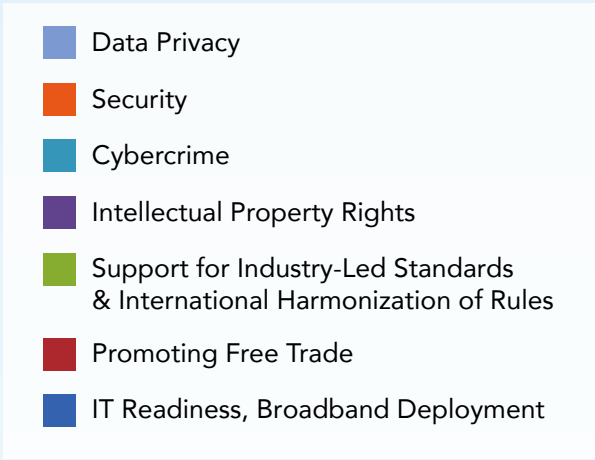 Data Privacy
Security
Cybercrime
Intellectual Property Rights
Support for Industry-Led Standards
& International Harmonization of Rules
Promoting Free Trade
IT Readiness, Broadband Deployment